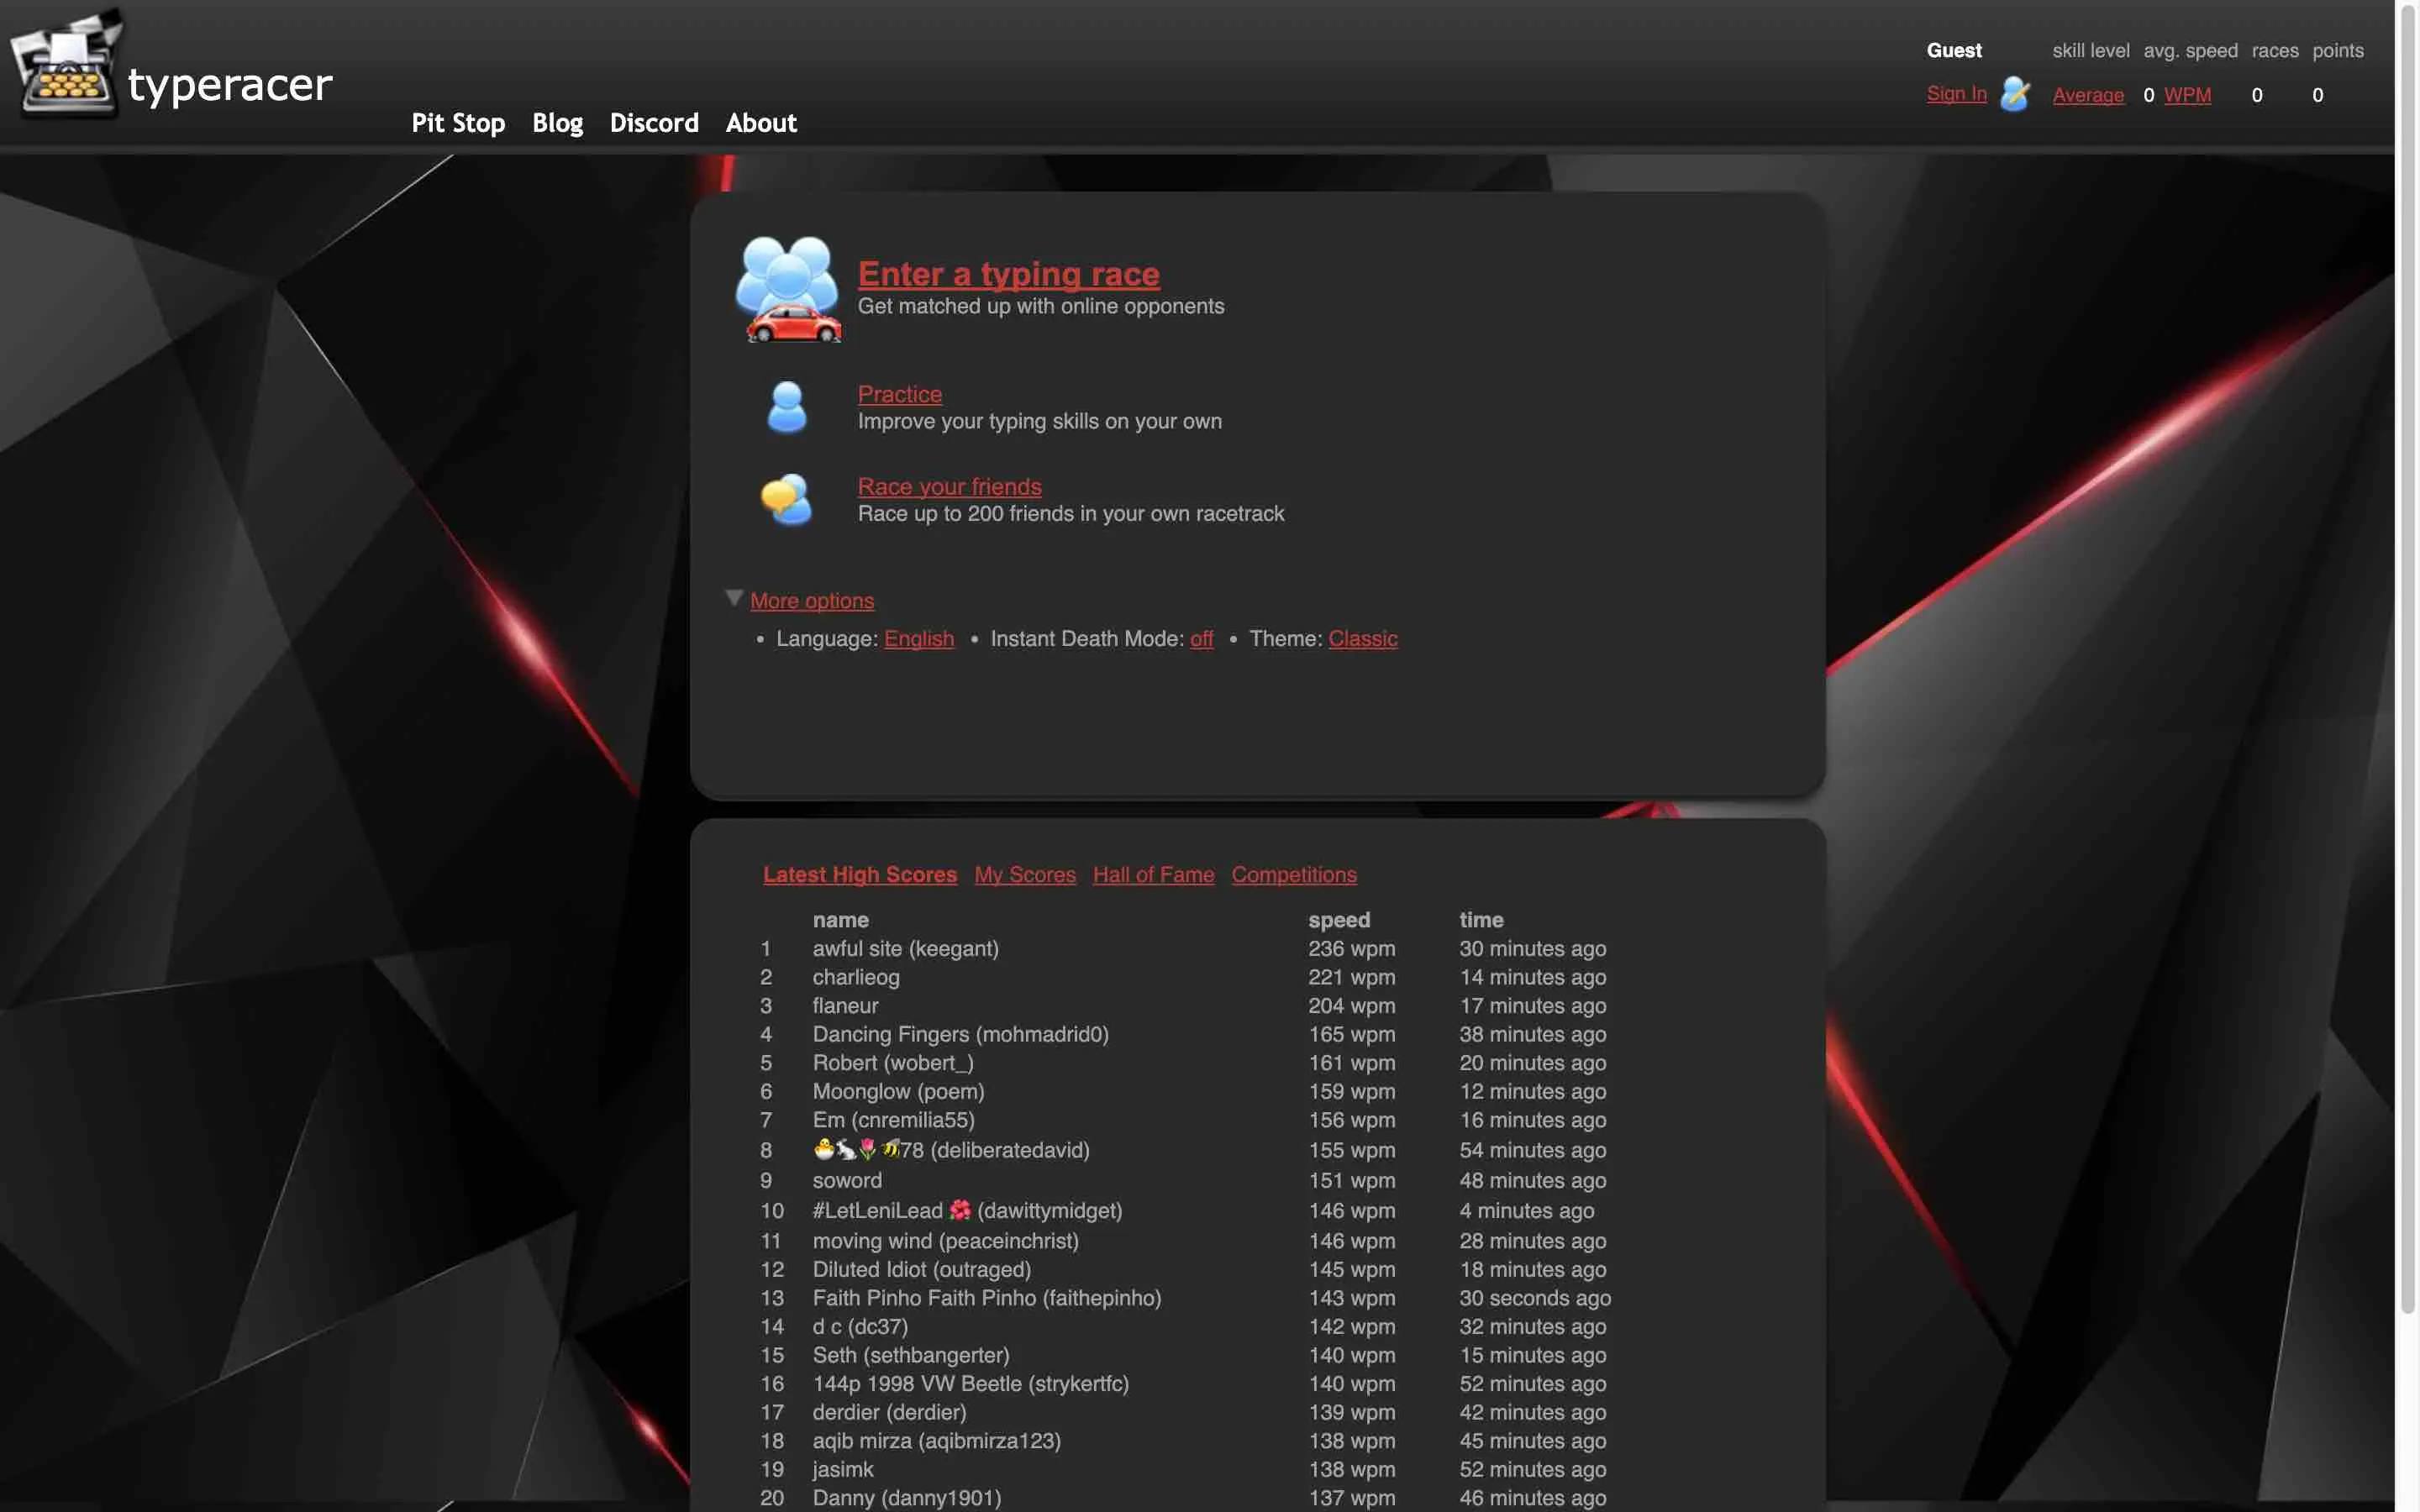 typeracer
Pit Stop Blog Discord About
Guest skill level avg. speed races points
Sign In Average 0 WPM 0 0
Enter a typing race
Get matched up with online opponents
Practice
Improve your typing skills on your own
Race your friends
Race up to 200 friends in your own racetrack
More options
• Language: English • Instant Death Mode: off • Theme: Classic
Latest High Scores My Scores Hall of Fame Competitions
name speed time
1 awful site (keegant) 236 wpm 30 minutes ago
2 charlieog 221 wpm 14 minutes ago
3 flaneur 204 wpm 17 minutes ago
4 Dancing Fingers (mohmadrid0) 165 wpm 38 minutes ago
5 Robert (wobert_) 161 wpm 20 minutes ago
6 Moonglow (poem) 159 wpm 12 minutes ago
7 Em (cnremilia55) 156 wpm 16 minutes ago
8 🐣🐇🌷🐝78 (deliberatedavid) 155 wpm 54 minutes ago
9 soword 151 wpm 48 minutes ago
10 #LetLeniLead 🌺 (dawittymidget) 146 wpm 4 minutes ago
11 moving wind (peaceinchrist) 146 wpm 28 minutes ago
12 Diluted Idiot (outraged) 145 wpm 18 minutes ago
13 Faith Pinho Faith Pinho (faithepinho) 143 wpm 30 seconds ago
14 d c (dc37) 142 wpm 32 minutes ago
15 Seth (sethbangerter) 140 wpm 15 minutes ago
16 144p 1998 VW Beetle (strykertfc) 140 wpm 52 minutes ago
17 derdier (derdier) 139 wpm 42 minutes ago
18 aqib mirza (aqibmirza123) 138 wpm 45 minutes ago
19 jasimk 138 wpm 52 minutes ago
20 Danny (danny1901) 137 wpm 46 minutes ago